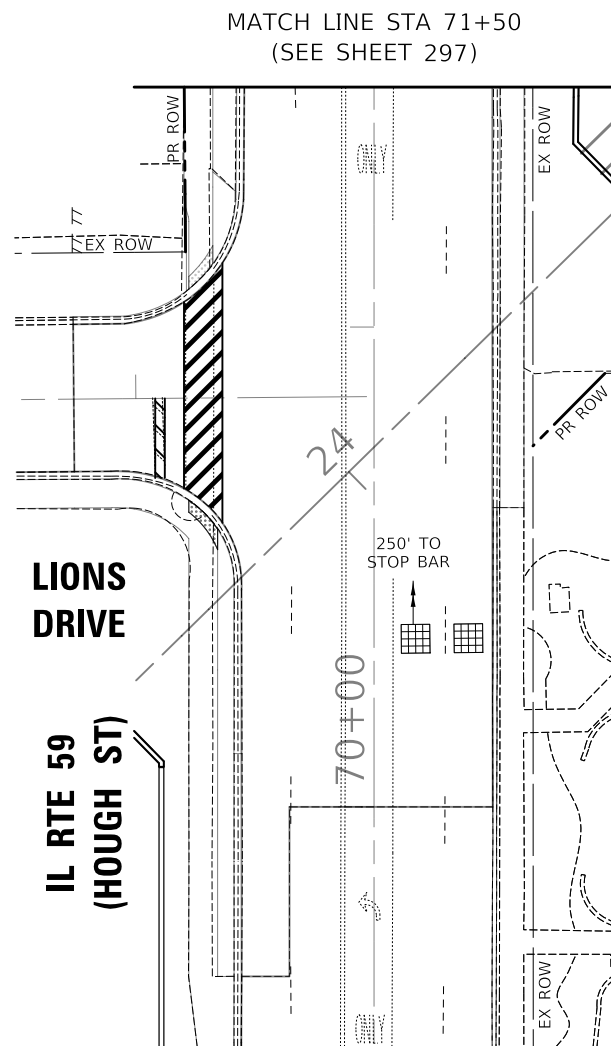 MATCH LINE STA 71+50
(SEE SHEET 297)
PR ROW
ONLY
EX ROW
EX ROW
PR ROW
24
250' TO
STOP BAR
LIONS
DRIVE
70+00
IL RTE 59
(HOUGH ST)
ONLY
EX ROW